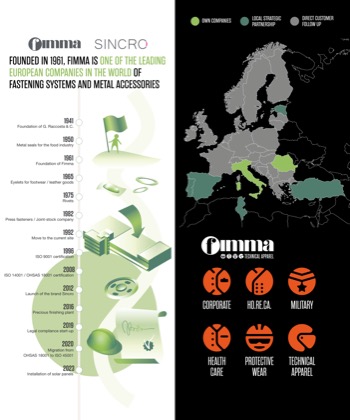 Fimma SINCRO
FOUNDED IN 1961, FIMMA IS ONE OF THE LEADING
EUROPEAN COMPANIES IN THE WORLD OF
FASTENING SYSTEMS AND METAL ACCESSORIES
1941
Foundation of G. Raccosta & C.
1950
Metal seals for the food industry
1961
Foundation of Fimma
1965
Eyelets for footwear / leather goods
1975
Rivets
1982
Press fasteners / Joint-stock company
1992
Move to the current site
1998
ISO 9001 certification
2008
ISO 14001 / OHSAS 18001 certification
2012
Launch of the brand Sincro
2016
Precious finishing plant
2019
Legal compliance start-up
2020
Migration from
OHSAS 18001 to ISO 45001
2023
Installation of solar panels
OWN COMPANIES
LOCAL STRATEGIC
PARTNERSHIP
DIRECT CUSTOMER
FOLLOW UP
Fimma
TECHNICAL APPAREL
CORPORATE
HO.RE.CA.
MILITARY
HEALTH
CARE
PROTECTIVE
WEAR
TECHNICAL
APPAREL